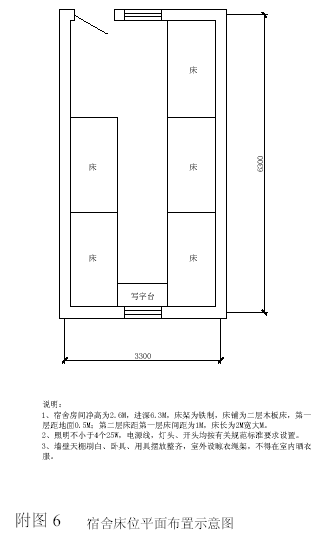 床
6300
床
床
床
床
写字台
3300
说明：
1、宿舍房间净高为2.6M，进深6.3M，床架为铁制，床铺为二层木板床，第一
层距地面0.5M；第二层床距第一层床间距为1M，床长为2M宽大M。
2、照明不小于4个25W，电源线，灯头、开头均按有关规范标准要求设置。
3、墙壁天棚刷白、卧具、用具摆放整齐，室外设晾衣绳架，不得在室内晒衣
服。
附图 6 宿舍床位平面布置示意图